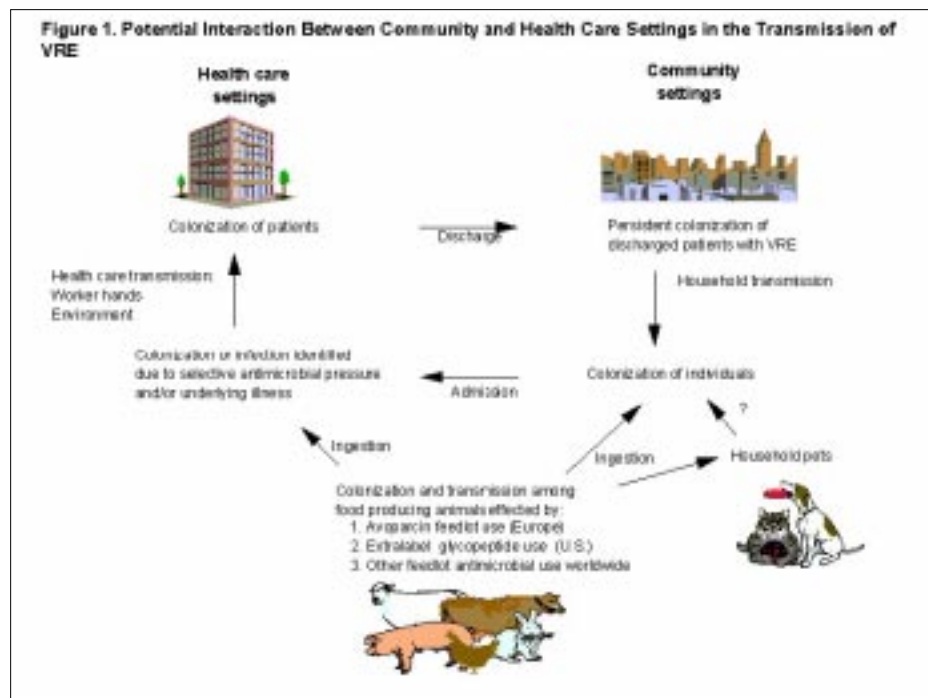 Figure 1. Potential Interaction Between Community and Health Care Settings in the Transmission of
VRE
Health care
settings
Community
settings
Colonization of patients
Discharge
Persistent colonization of
discharged patients with VRE
Health care transmission:
Worker hands
Environment
Household transmission
Colonization or infection identified
due to selective antimicrobial pressure
and/or underlying illness
Admission
Colonization of individuals
?
Ingestion
Ingestion
Household pets
Colonization and transmission among
food producing animals effected by:
1. Avoparcin feedlot use (Europe)
2. Extralabel glycopeptide use (U.S.)
3. Other feedlot antimicrobial use worldwide